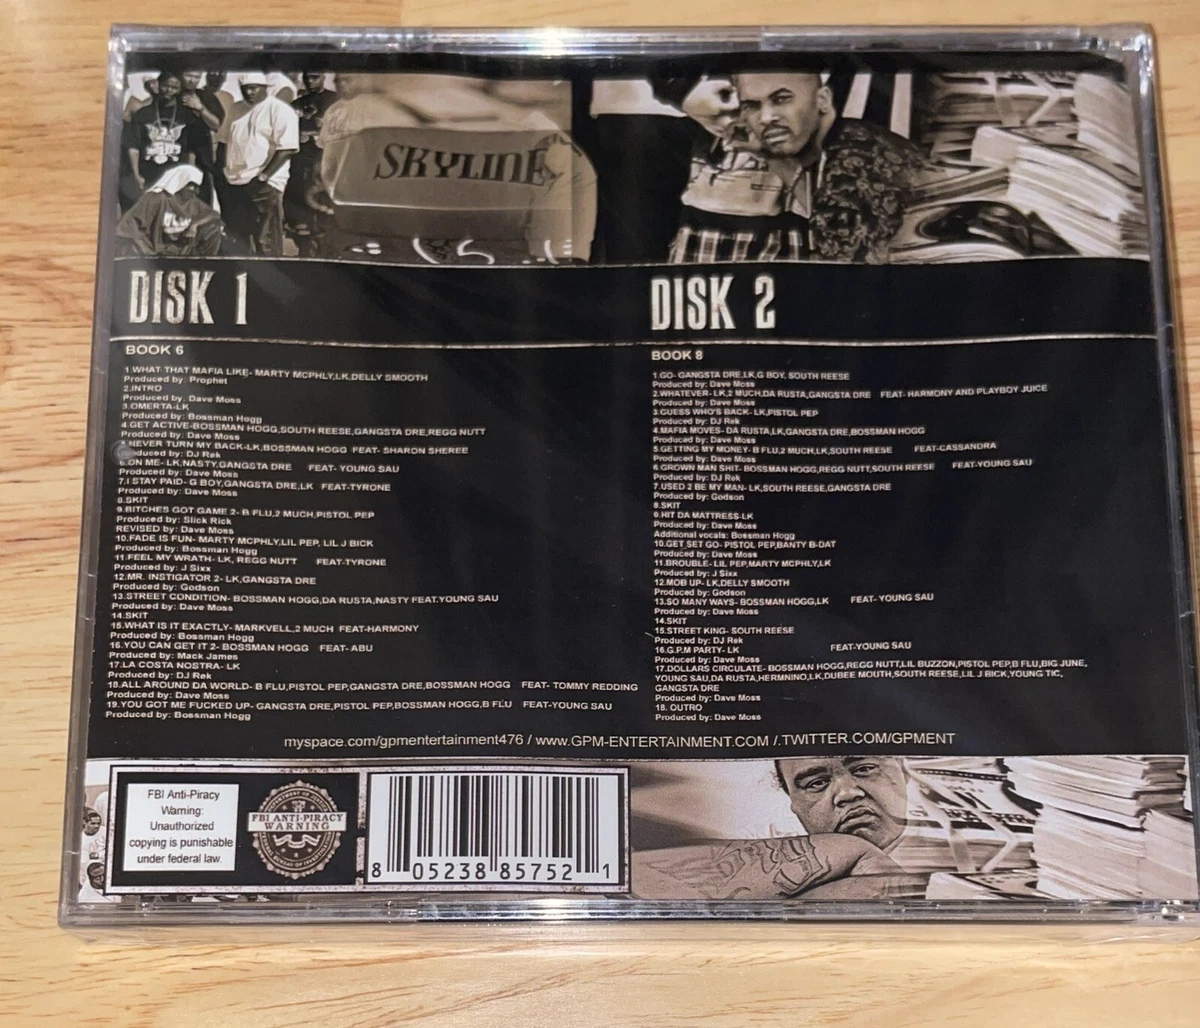 SKYLINE
DISK 1
BOOK 6
1.WHAT THAT MAFIA LIKE- MARTY MCPHLY,LK,DELLY SMOOTH
Produced by: Prophet
2.INTRO
Produced by: Dave Moss
3.OMERTA-LK
Produced by: Bossman Hogg
4.GET ACTIVE-BOSSMAN HOGG,SOUTH REESE,GANGSTA DRE,REGG NUTT
Produced by: Dave Moss
NEVER TURN MY BACK-LK,BOSSMAN HOGG FEAT- SHARON SHEREE
duced by: DJ Rek
6.ON ME- LK,NASTY,GANGSTA DRE FEAT- YOUNG SAU
Produced by: Dave Moss
7.I STAY PAID- G BOY,GANGSTA DRE,LK FEAT-TYRONE
Produced by: Dave Moss
8.SKIT
9.BITCHES GOT GAME 2- B FLU,2 MUCH,PISTOL PEP
Produced by: Slick Rick
REVISED by: Dave Moss
10.FADE IS FUN- MARTY MCPHLY,LIL PEP, LIL J BICK
Produced by: Bossman Hogg
11.FEEL MY WRATH- LK, REGG NUTT FEAT-TYRONE
Produced by: J Sixx
12.MR. INSTIGATOR 2- LK,GANGSTA DRE
Produced by: Godson
13.STREET CONDITION- BOSSMAN HOGG,DA RUSTA,NASTY FEAT.YOUNG SAU
Produced by: Dave Moss
14.SKIT
15.WHAT IS IT EXACTLY- MARKVELL,2 MUCH FEAT-HARMONY
Produced by: Bossman Hogg
16.YOU CAN GET IT 2- BOSSMAN HOGG FEAT- ABU
Produced by: Mack James
17.LA COSTA NOSTRA- LK
Produced by: DJ Rek
18.ALL AROUND DA WORLD- B FLU,PISTOL PEP,GANGSTA DRE,BOSSMAN HOGG FEAT- TOMMY REDDING
Produced by: Dave Moss
19.YOU GOT ME FUCKED UP- GANGSTA DRE,PISTOL PEP,BOSSMAN HOGG,B FLU FEAT-YOUNG SAU
Produced by: Bossman Hogg
DISK 2
BOOK 8
1.GO- GANGSTA DRE,LK,G BOY, SOUTH REESE
Produced by: Dave Moss
2.WHATEVER- LK,2 MUCH,DA RUSTA,GANGSTA DRE FEAT- HARMONY AND PLAYBOY JUICE
Produced by: Dave Moss
3.GUESS WHO'S BACK- LK,PISTOL PEP
Produced by: DJ Rek
4.MAFIA MOVES- DA RUSTA,LK,GANGSTA DRE,BOSSMAN HOGG
Produced by: Dave Moss
5.GETTING MY MONEY- B FLU,2 MUCH,LK,SOUTH REESE FEAT-CASSANDRA
Produced by: Dave Moss
6.GROWN MAN SHIT- BOSSMAN HOGG,REGG NUTT,SOUTH REESE FEAT-YOUNG SAU
Produced by: DJ Rek
7.USED 2 BE MY MAN- LK,SOUTH REESE,GANGSTA DRE
Produced by: Godson
8.SKIT
9.HIT DA MATTRESS-LK
Produced by: Dave Moss
Additional vocals: Bossman Hogg
10.GET SET GO- PISTOL PEP,BANTY B-DAT
Produced by: Dave Moss
11.BROUBLE- LIL PEP,MARTY MCPHLY,LK
Produced by: J Sixx
12.MOB UP- LK,DELLY SMOOTH
Produced by: Godson
13.SO MANY WAYS- BOSSMAN HOGG,LK FEAT- YOUNG SAU
Produced by: Dave Moss
14.SKIT
15.STREET KING- SOUTH REESE
Produced by: DJ Rek
16.G.P.M PARTY- LK FEAT-YOUNG SAU
Produced by: Dave Moss
17.DOLLARS CIRCULATE- BOSSMAN HOGG,REGG NUTT,LIL BUZZON,PISTOL PEP,B FLU,BIG JUNE,
YOUNG SAU,DA RUSTA,HERMNINO,LK,DUBEE MOUTH,SOUTH REESE,LIL J BICK,YOUNG TIC,
GANGSTA DRE
Produced by: Dave Moss
18. OUTRO
Produced by: Dave Moss
myspace.com/gpmentertainment476 / www.GPM-ENTERTAINMENT.COM /.TWITTER.COM/GPMENT
FBI Anti-Piracy
Warning:
Unauthorized
copying is punishable
under federal law.
FBI ANTI-PIRACY
WARNING
8 05238 85752 1